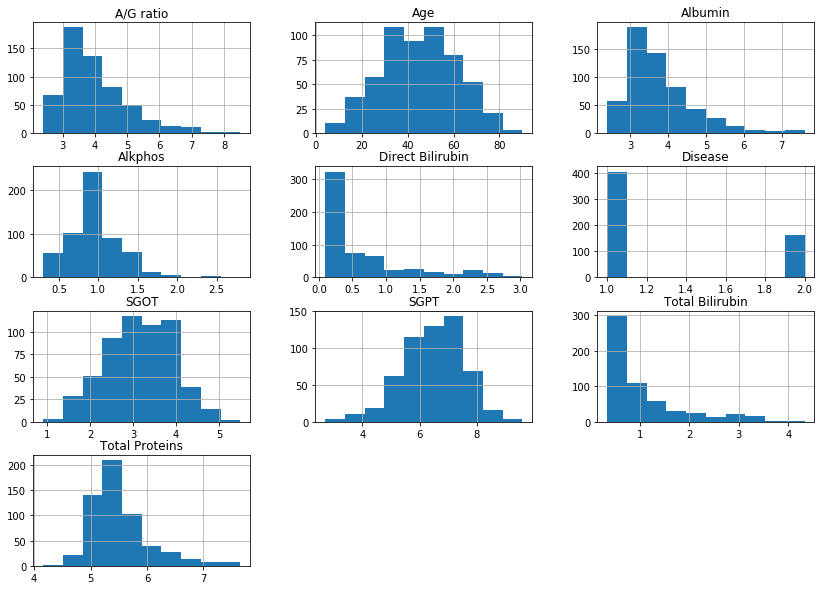 A/G ratio
150
100
50
0
3 4 5 6 7 8
Age
100
75
50
25
0
0 20 40 60 80
Albumin
150
100
50
0
3 4 5 6 7
Alkphos
200
100
0
0.5 1.0 1.5 2.0 2.5
Direct Bilirubin
300
200
100
0
0.0 0.5 1.0 1.5 2.0 2.5 3.0
Disease
400
300
200
100
0
1.0 1.2 1.4 1.6 1.8 2.0
SGOT
100
75
50
25
0
1 2 3 4 5
SGPT
150
100
50
0
4 6 8
Total Bilirubin
300
200
100
0
1 2 3 4
Total Proteins
200
150
100
50
0
4 5 6 7